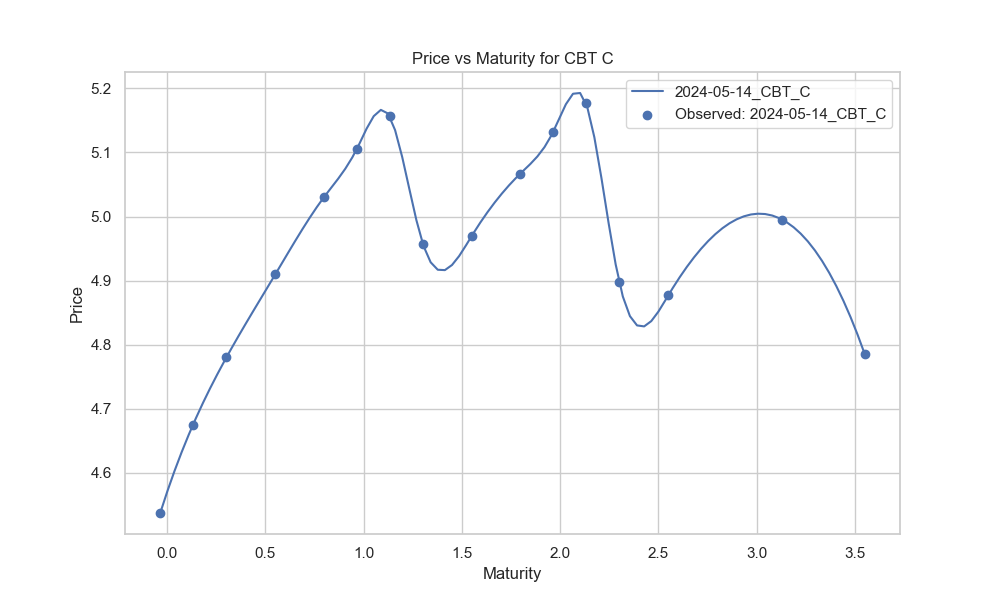 Price vs Maturity for CBT C
2024-05-14_CBT_C
Observed: 2024-05-14_CBT_C
Price
5.2
5.1
5.0
4.9
4.8
4.7
4.6
0.0 0.5 1.0 1.5 2.0 2.5 3.0 3.5
Maturity